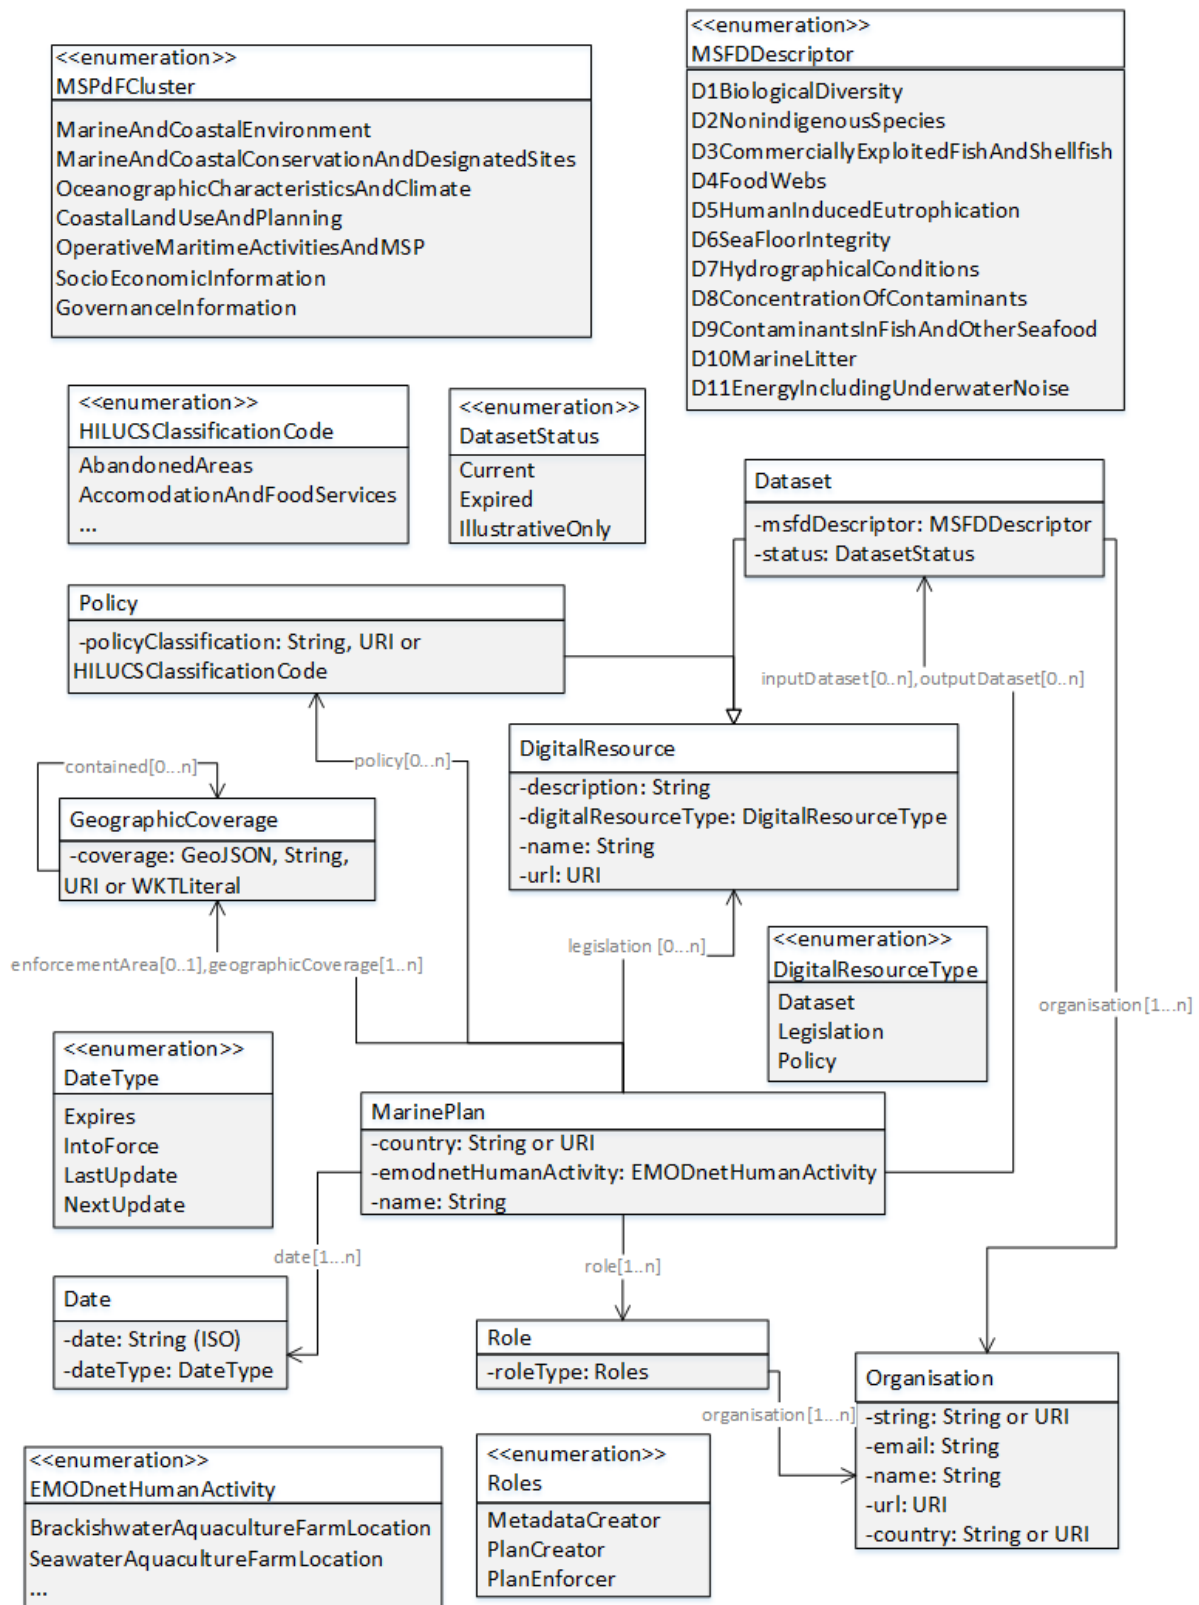 <<enumeration>>
MSPdFCluster
MarineAndCoastalEnvironment
MarineAndCoastalConservationAndDesignatedSites
OceanographicCharacteristicsAndClimate
CoastalLandUseAndPlanning
OperativeMaritimeActivitiesAndMSP
SocioEconomicInformation
GovernanceInformation
<<enumeration>>
MSFDDescriptor
D1BiologicalDiversity
D2NonindigenousSpecies
D3CommerciallyExploitedFishAndShellfish
D4FoodWebs
D5HumanInducedEutrophication
D6SeaFloorIntegrity
D7HydrographicalConditions
D8ConcentrationOfContaminants
D9ContaminantsInFishAndOtherSeafood
D10MarineLitter
D11EnergyIncludingUnderwaterNoise
<<enumeration>>
HILUCSClassificationCode
AbandonedAreas
AccomodationAndFoodServices
...
<<enumeration>>
DatasetStatus
Current
Expired
IllustrativeOnly
Dataset
-msfdDescriptor: MSFDDescriptor
-status: DatasetStatus
Policy
-policyClassification: String, URI or
HILUCSClassificationCode
inputDataset[0..n],outputDataset[0..n]
policy[0...n]
contained[0...n]
DigitalResource
-description: String
-digitalResourceType: DigitalResourceType
-name: String
-url: URI
GeographicCoverage
-coverage: GeoJSON, String,
URI or WKTLiteral
legislation [0...n]
enforcementArea[0..1],geographicCoverage[1..n]
<<enumeration>>
DigitalResourceType
Dataset
Legislation
Policy
organisation[1...n]
<<enumeration>>
DateType
Expires
IntoForce
LastUpdate
NextUpdate
MarinePlan
-country: String or URI
-emodnetHumanActivity: EMODnetHumanActivity
-name: String
date[1...n]
role[1..n]
Date
-date: String (ISO)
-dateType: DateType
Role
-roleType: Roles
organisation[1...n]
Organisation
-string: String or URI
-email: String
-name: String
-url: URI
-country: String or URI
<<enumeration>>
EMODnetHumanActivity
BrackishwaterAquacultureFarmLocation
SeawaterAquacultureFarmLocation
...
<<enumeration>>
Roles
MetadataCreator
PlanCreator
PlanEnforcer